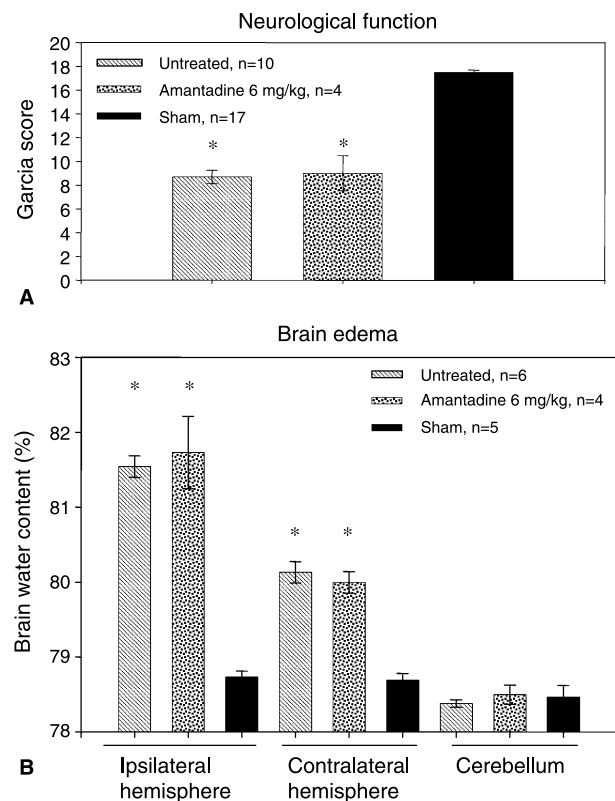 Neurological function
20
18
16
14
12
10
8
6
4
2
0
Garcia score
Untreated, n=10
Amantadine 6 mg/kg, n=4
Sham, n=17
*
*
A
Brain edema
83
82
81
80
78
78
Brain water content (%)
Untreated, n=6
Amantadine 6 mg/kg, n=4
Sham, n=5
* *
* *
B
Ipsilateral
hemisphere
Contralateral
hemisphere
Cerebellum